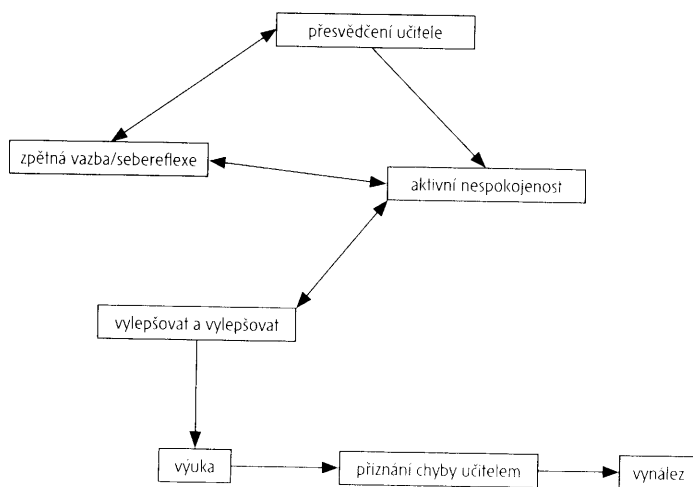 přesvědčení učitele
zpětná vazba/sebereflexe
aktivní nespokojenost
vylepšovat a vylepšovat
výuka
přiznání chyby učitelem
vynález